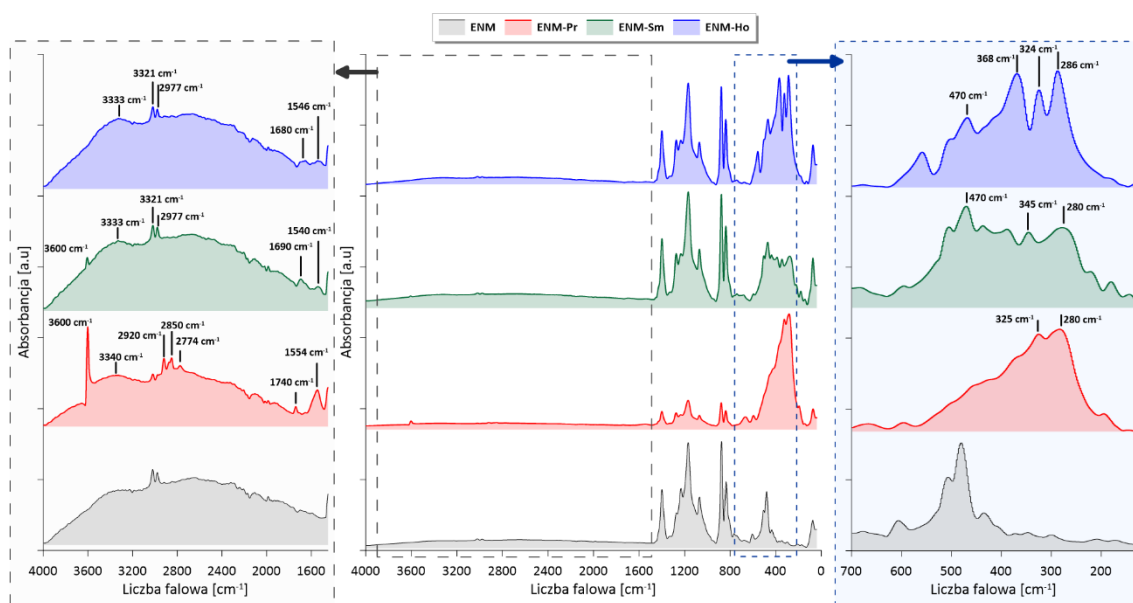 ENM ENM-Pr ENM-Sm ENM-Ho
3333 cm-1
3321 cm-1
2977 cm-1
1680 cm-1
1546 cm-1
3600 cm-1
3333 cm-1
3321 cm-1
2977 cm-1
1690 cm-1
1540 cm-1
3600 cm-1
3340 cm-1
2920 cm-1
2850 cm-1
2774 cm-1
1740 cm-1
1554 cm-1
4000 3600 3200 2800 2400 2000 1600
Liczba falowa [cm-1]
Absorbancja [a.u]
4000 3600 3200 2800 2400 2000 1600 1200 800 400 0
Liczba falowa [cm-1]
Absorbancja [a.u]
470 cm-1
368 cm-1
324 cm-1
286 cm-1
470 cm-1
345 cm-1
280 cm-1
325 cm-1
280 cm-1
700 600 500 400 300 200
Liczba falowa [cm-1]